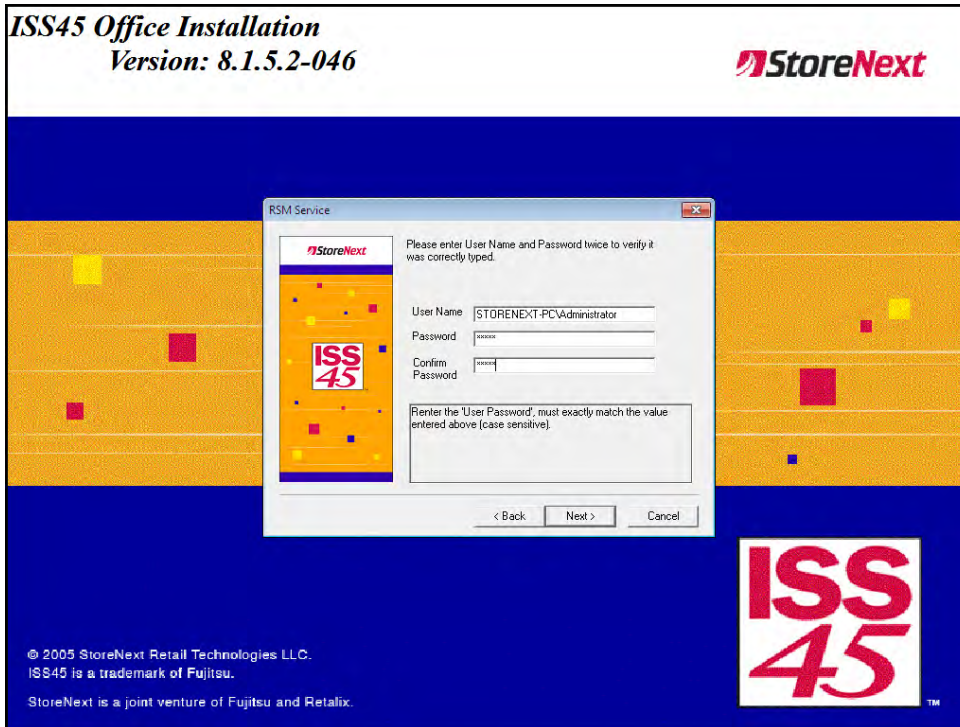 ISS45 Office Installation
Version: 8.1.5.2-046
StoreNext
RSM Service
StoreNext
ISS
45
Please enter User Name and Password twice to verify it
was correctly typed.
User Name STORENEXT-PC\Administrator
Password xxxxx
Confirm
Password xxxxx
Renter the 'User Password', must exactly match the value
entered above (case sensitive).
< Back Next > Cancel
ISS
45
TM
© 2005 StoreNext Retail Technologies LLC.
ISS45 is a trademark of Fujitsu.
StoreNext is a joint venture of Fujitsu and Retalix.